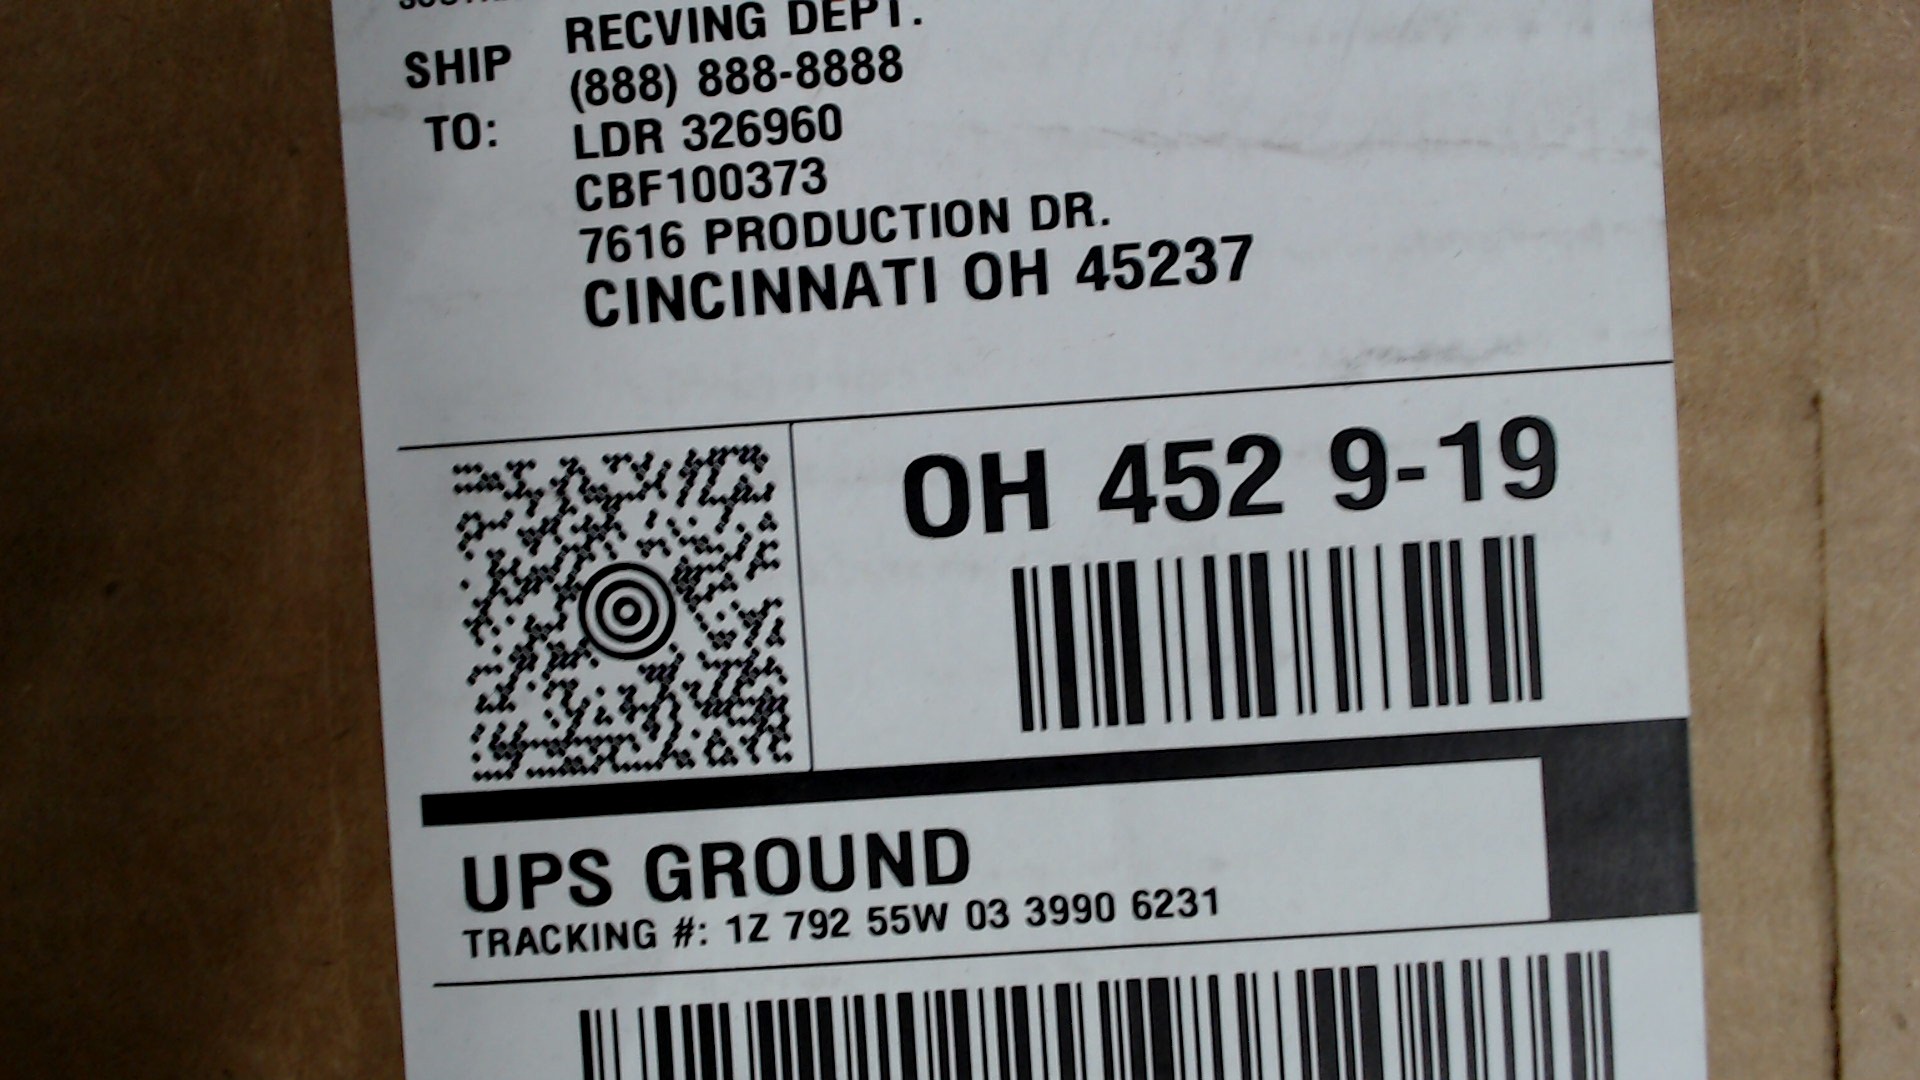 RECVING DEPT.
SHIP
TO:
(888) 888-8888
LDR 326960
CBF100373
7616 PRODUCTION DR.
CINCINNATI OH 45237
OH 452 9-19
UPS GROUND
TRACKING #: 1Z 792 55W 03 3990 6231